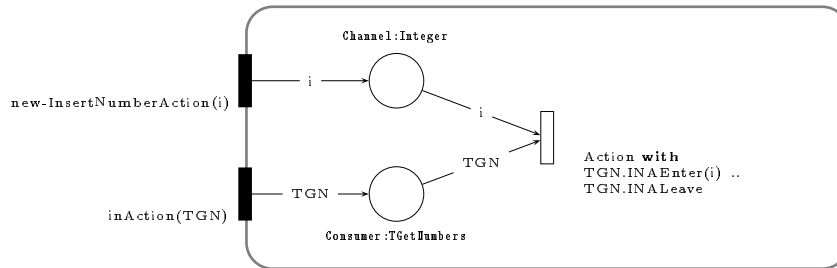 Channel:Integer
i
new-InsertNumberAction(i)
i
TGN
Action with
TGN.INAEnter(i) ..
TGN.INALeave
TGN
inAction(TGN)
Consumer:TGetNumbers